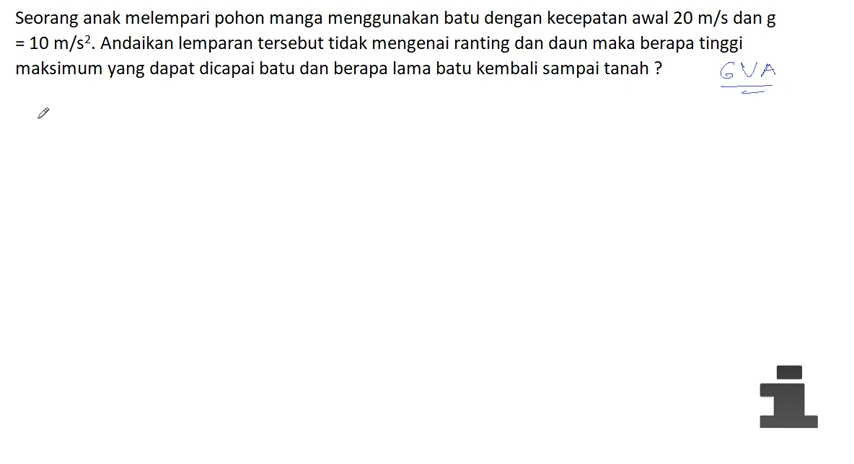 Seorang anak melempari pohon mangga menggunakan batu dengan kecepatan awal 20 m/s dan g
= 10 m/s². Andaikan lemparan tersebut tidak mengenai ranting dan daun maka berapa tinggi
maksimum yang dapat dicapai batu dan berapa lama batu kembali sampai tanah ?
GVA